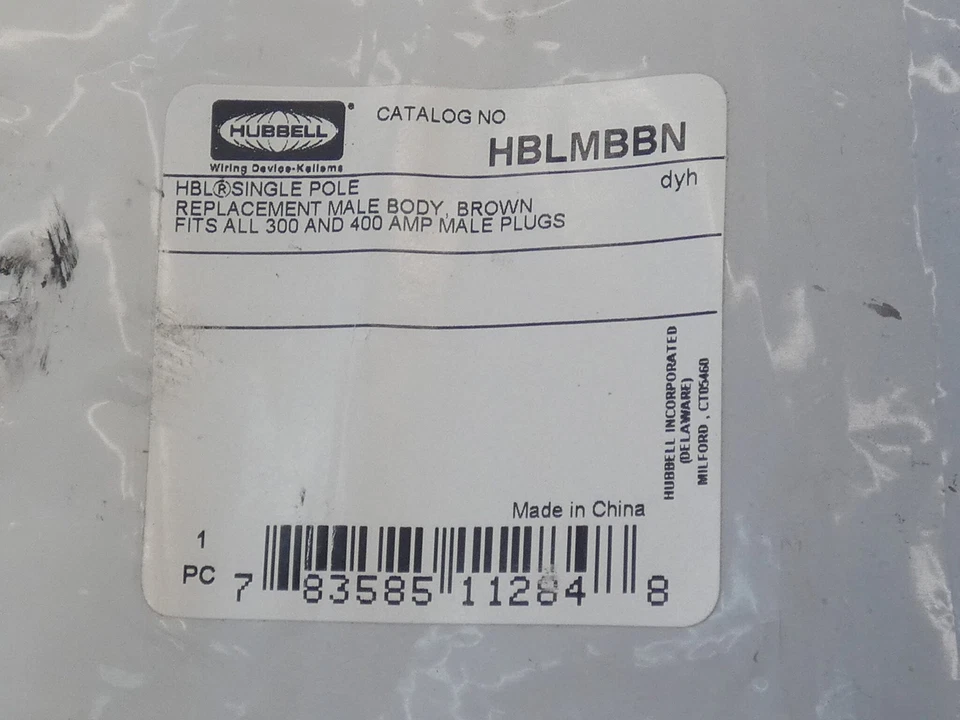 HUBBELL
Wiring Device-Kellems
CATALOG NO
HBLMBBN
dyh
HBL®SINGLE POLE
REPLACEMENT MALE BODY, BROWN
FITS ALL 300 AND 400 AMP MALE PLUGS
HUBBELL INCORPORATED
(DELAWARE)
MILFORD , CT05460
Made in China
1
PC
7 83585 11284 8